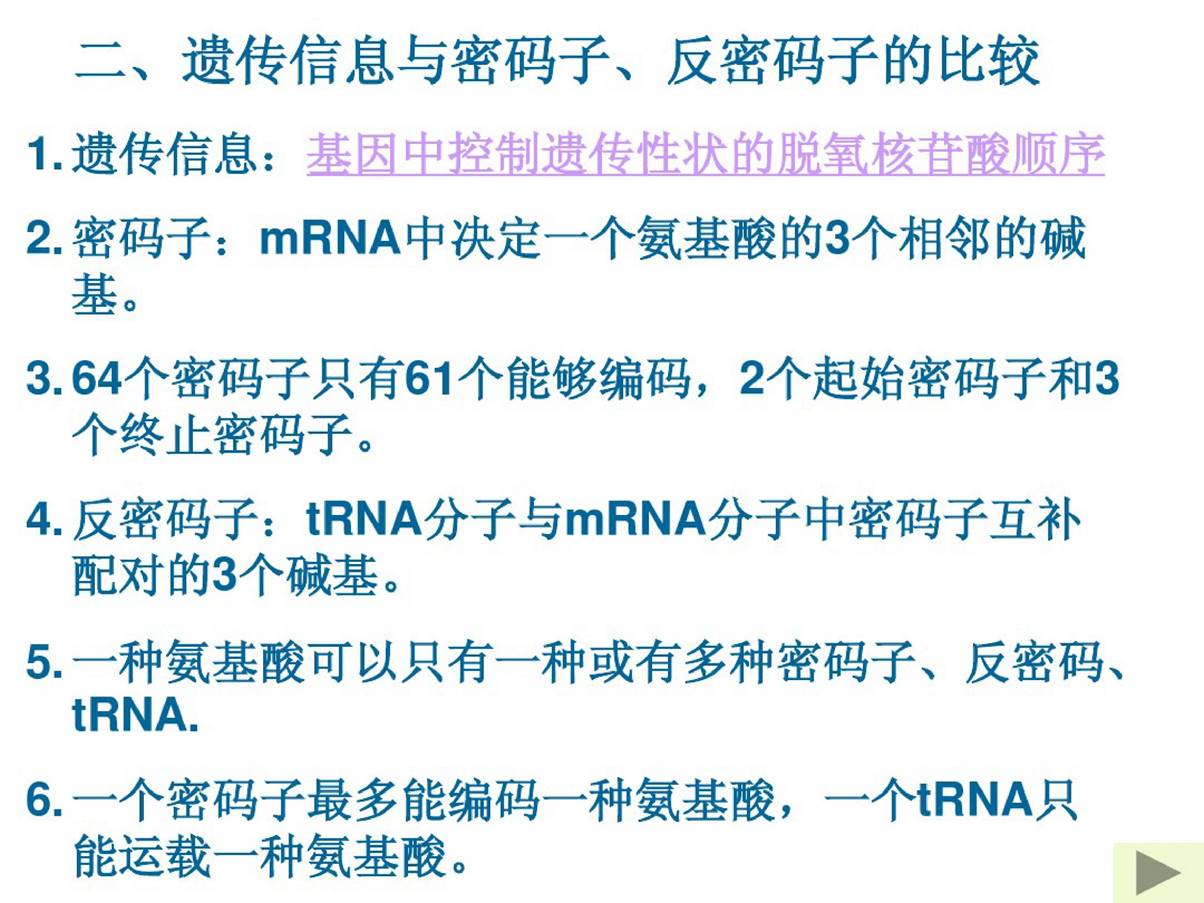 二、遗传信息与密码子、反密码子的比较
1. 遗传信息：基因中控制遗传性状的脱氧核苷酸顺序
2. 密码子：mRNA中决定一个氨基酸的3个相邻的碱
基。
3. 64个密码子只有61个能够编码，2个起始密码子和3
个终止密码子。
4. 反密码子：tRNA分子与mRNA分子中密码子互补
配对的3个碱基。
5. 一种氨基酸可以只有一种或有多种密码子、反密码、
tRNA.
6. 一个密码子最多能编码一种氨基酸，一个tRNA只
能运载一种氨基酸。